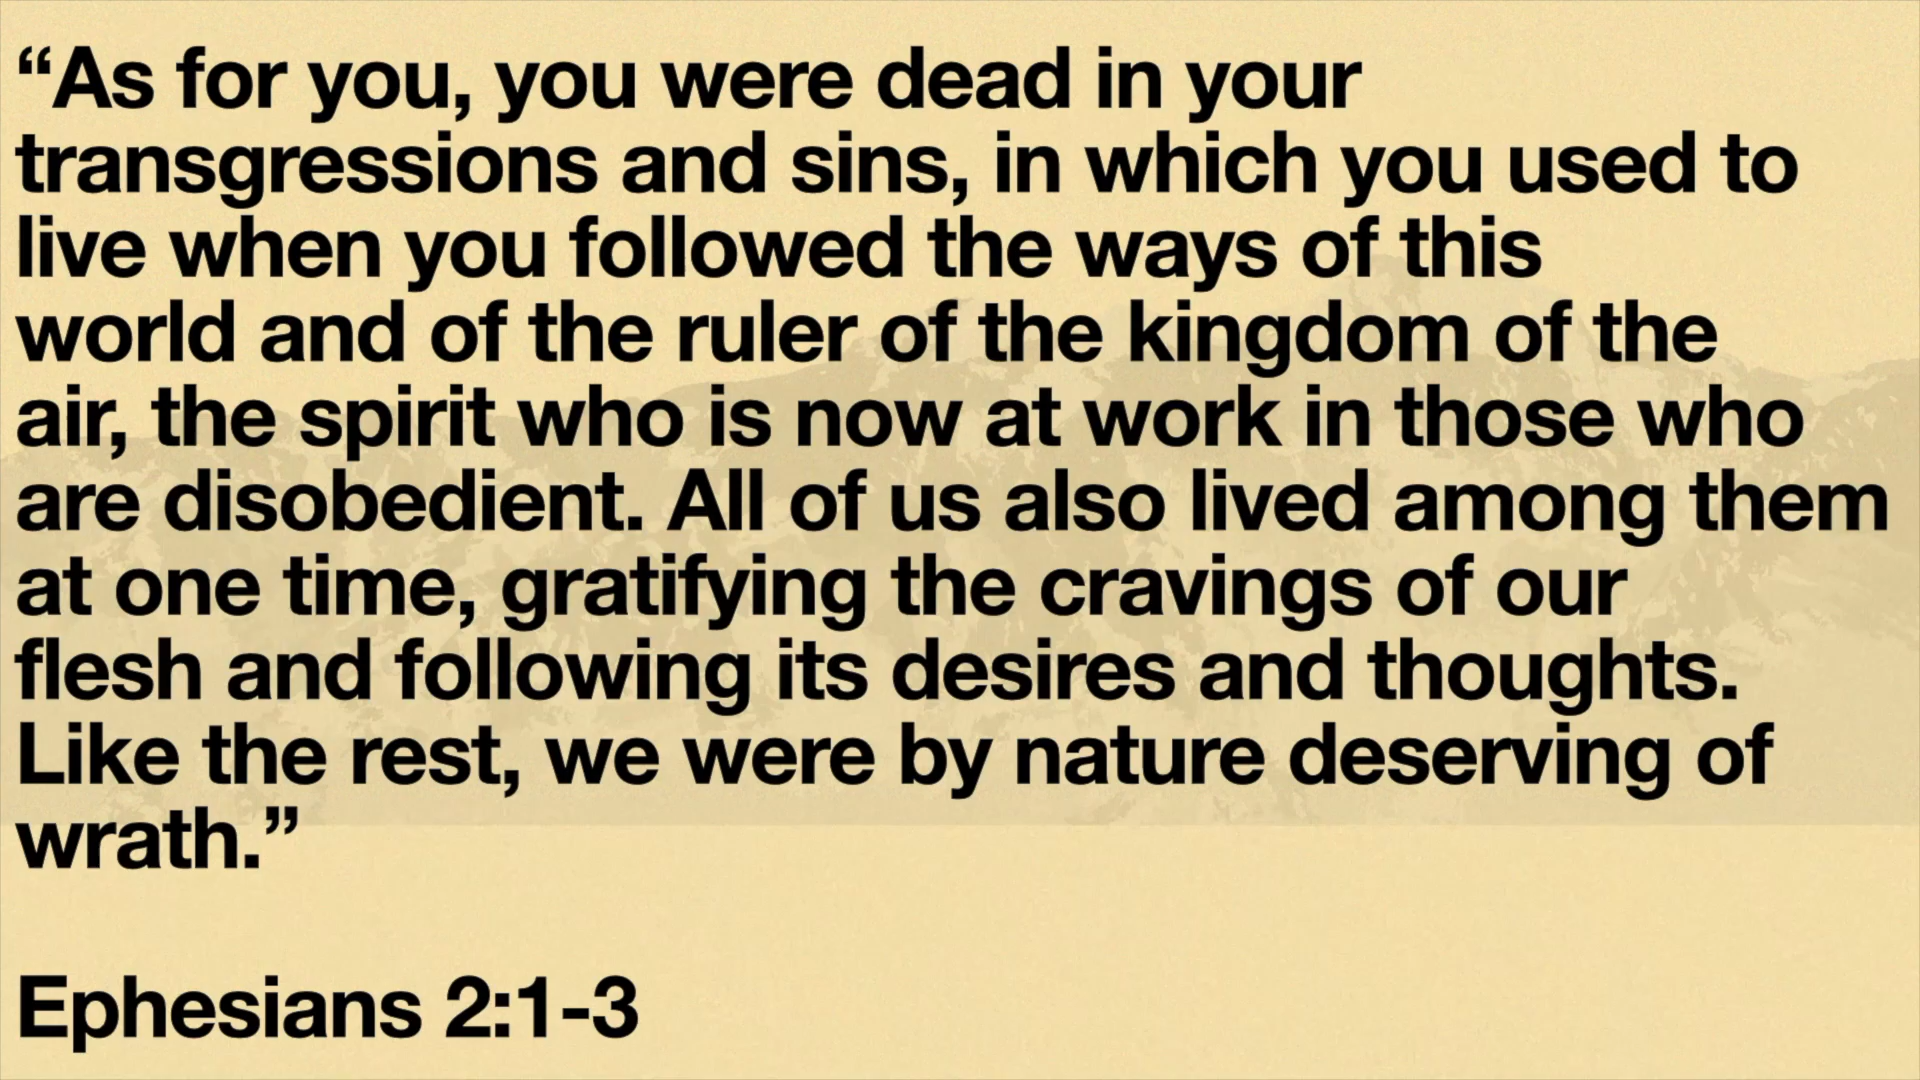 “As for you, you were dead in your
transgressions and sins, in which you used to
live when you followed the ways of this
world and of the ruler of the kingdom of the
air, the spirit who is now at work in those who
are disobedient. All of us also lived among them
at one time, gratifying the cravings of our
flesh and following its desires and thoughts.
Like the rest, we were by nature deserving of
wrath.”
Ephesians 2:1-3